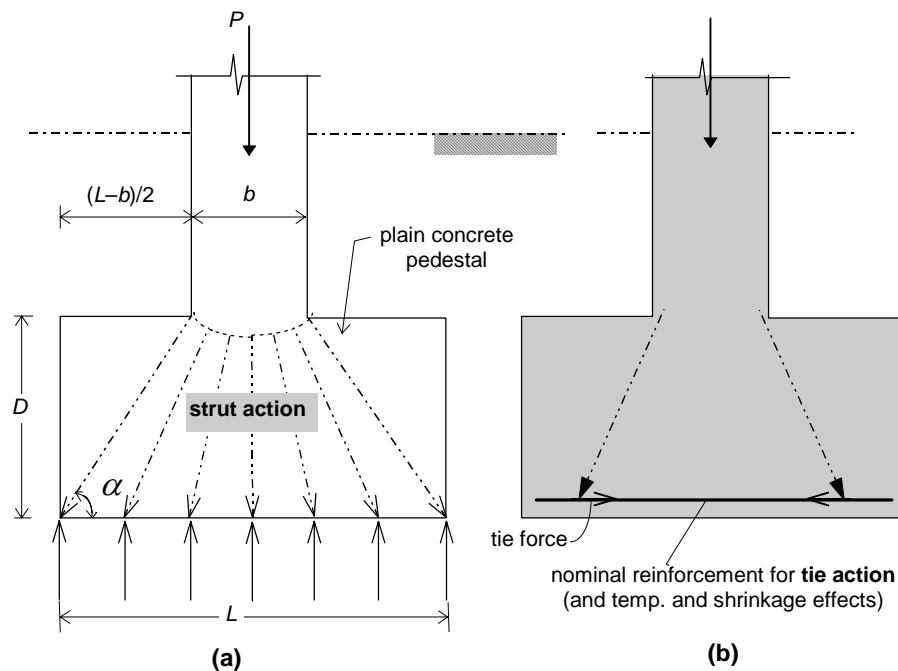 P
(L–b)/2
b
plain concrete
pedestal
D
strut action
α
tie force
nominal reinforcement for tie action
(and temp. and shrinkage effects)
L
(a)
(b)